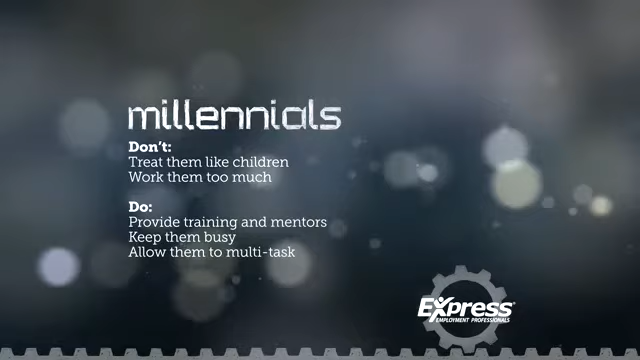 millennials
Don't:
Treat them like children
Work them too much
Do:
Provide training and mentors
Keep them busy
Allow them to multi-task
Express
EMPLOYMENT PROFESSIONALS